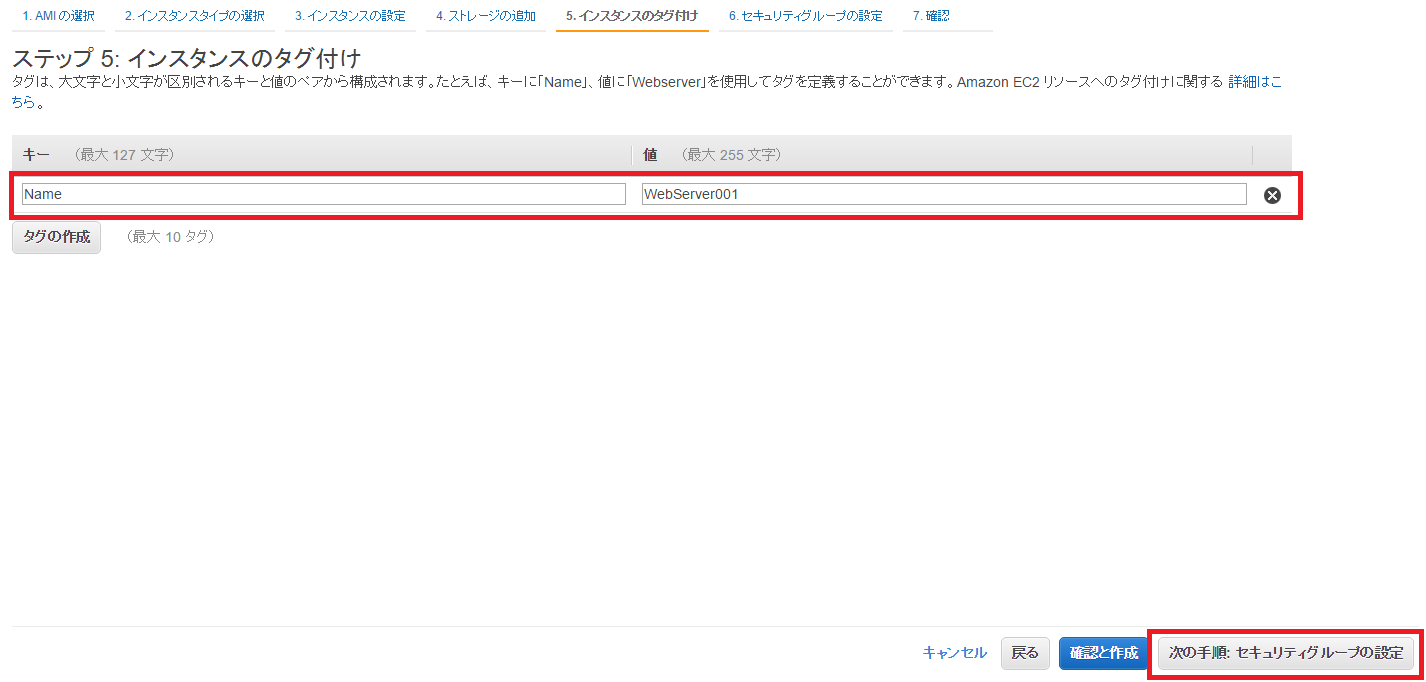 1. AMI の選択 2. インスタンスタイプの選択 3. インスタンスの設定 4. ストレージの追加 5. インスタンスのタグ付け 6. セキュリティグループの設定 7. 確認
ステップ 5: インスタンスのタグ付け
タグは、大文字と小文字が区別されるキーと値のペアから構成されます。たとえば、キーに「Name」、値に「Webserver」を使用してタグを定義することができます。Amazon EC2 リソースへのタグ付けに関する 詳細はこ
ちら 。
キー (最大 127 文字) 値 (最大 255 文字)
Name WebServer001
タグの作成 (最大 10 タグ)
キャンセル 戻る 確認と作成 次の手順: セキュリティグループの設定